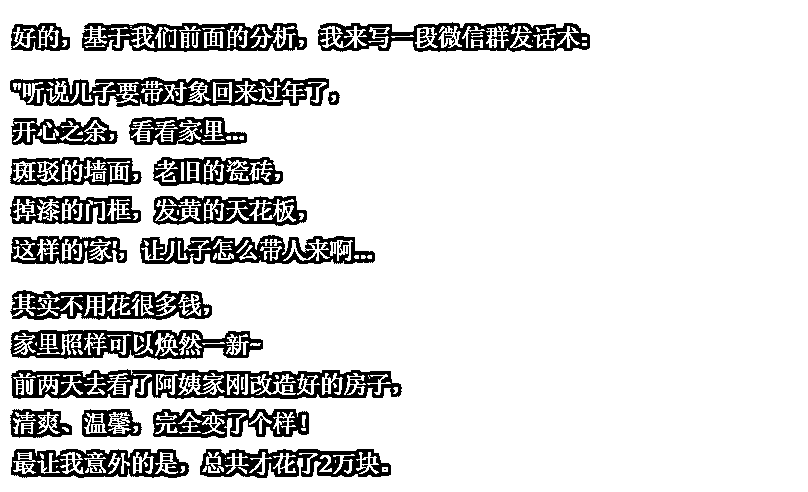 好的，基于我们前面的分析，我来写一段微信群发话术：
"听说儿子要带对象回来过年了，
开心之余，看看家里...
斑驳的墙面，老旧的瓷砖，
掉漆的门框，发黄的天花板，
这样的'家'，让儿子怎么带人来啊...
其实不用花很多钱，
家里照样可以焕然一新~
前两天去看了阿姨家刚改造好的房子，
清爽、温馨，完全变了个样！
最让我意外的是，总共才花了2万块.